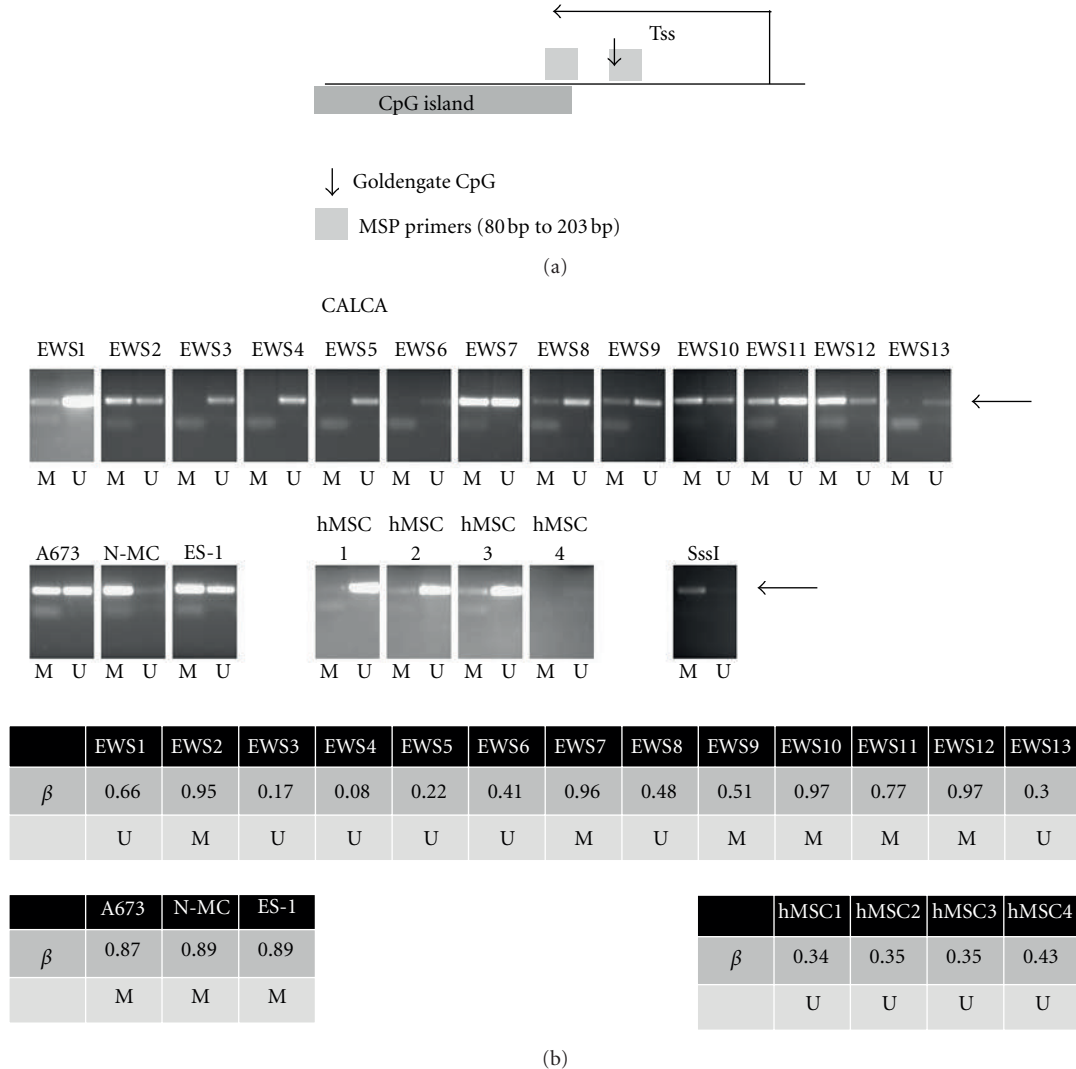 Tss
CpG island
Goldengate CpG
MSP primers (80 bp to 203 bp)
(a)
CALCA
EWS1 EWS2 EWS3 EWS4 EWS5 EWS6 EWS7 EWS8 EWS9 EWS10 EWS11 EWS12 EWS13
M U M U M U M U M U M U M U M U M U M U M U M U M U
hMSC hMSC hMSC hMSC
A673 N-MC ES-1 1 2 3 4 SssI
M U M U M U M U M U M U M U M U
EWS1 EWS2 EWS3 EWS4 EWS5 EWS6 EWS7 EWS8 EWS9 EWS10 EWS11 EWS12 EWS13
β 0.66 0.95 0.17 0.08 0.22 0.41 0.96 0.48 0.51 0.97 0.77 0.97 0.3
U M U U U U M U M M M M U
A673 N-MC ES-1
β 0.87 0.89 0.89
M M M
hMSC1 hMSC2 hMSC3 hMSC4
β 0.34 0.35 0.35 0.43
U U U U
(b)